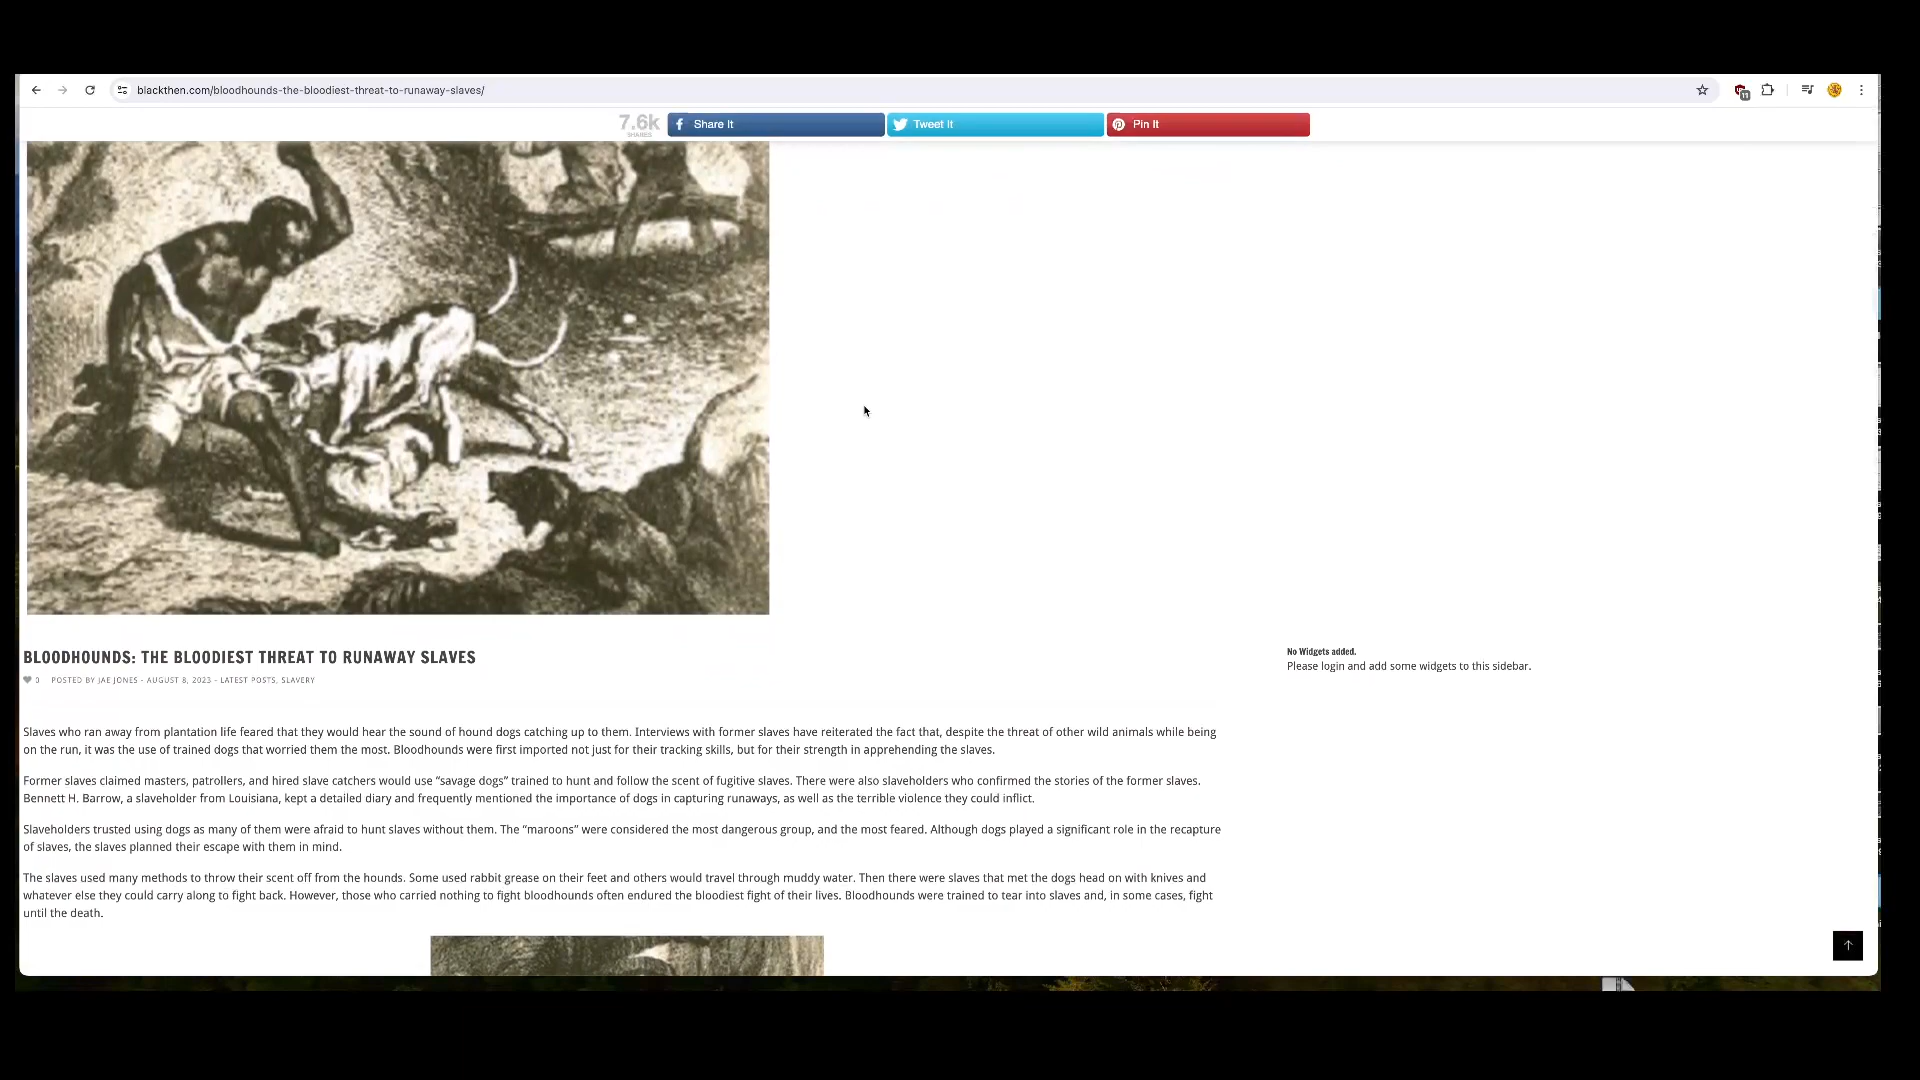 blackthen.com/bloodhounds-the-bloodiest-threat-to-runaway-slaves/
11
7.6k
SHARES
Share It
Tweet It
Pin It
BLOODHOUNDS: THE BLOODIEST THREAT TO RUNAWAY SLAVES
0 POSTED BY JAE JONES - AUGUST 8, 2023 - LATEST POSTS, SLAVERY
No Widgets added.
Please login and add some widgets to this sidebar.
Slaves who ran away from plantation life feared that they would hear the sound of hound dogs catching up to them. Interviews with former slaves have reiterated the fact that, despite the threat of other wild animals while being
on the run, it was the use of trained dogs that worried them the most. Bloodhounds were first imported not just for their tracking skills, but for their strength in apprehending the slaves.
Former slaves claimed masters, patrollers, and hired slave catchers would use “savage dogs” trained to hunt and follow the scent of fugitive slaves. There were also slaveholders who confirmed the stories of the former slaves.
Bennett H. Barrow, a slaveholder from Louisiana, kept a detailed diary and frequently mentioned the importance of dogs in capturing runaways, as well as the terrible violence they could inflict.
Slaveholders trusted using dogs as many of them were afraid to hunt slaves without them. The “maroons” were considered the most dangerous group, and the most feared. Although dogs played a significant role in the recapture
of slaves, the slaves planned their escape with them in mind.
The slaves used many methods to throw their scent off from the hounds. Some used rabbit grease on their feet and others would travel through muddy water. Then there were slaves that met the dogs head on with knives and
whatever else they could carry along to fight back. However, those who carried nothing to fight bloodhounds often endured the bloodiest fight of their lives. Bloodhounds were trained to tear into slaves and, in some cases, fight
until the death.